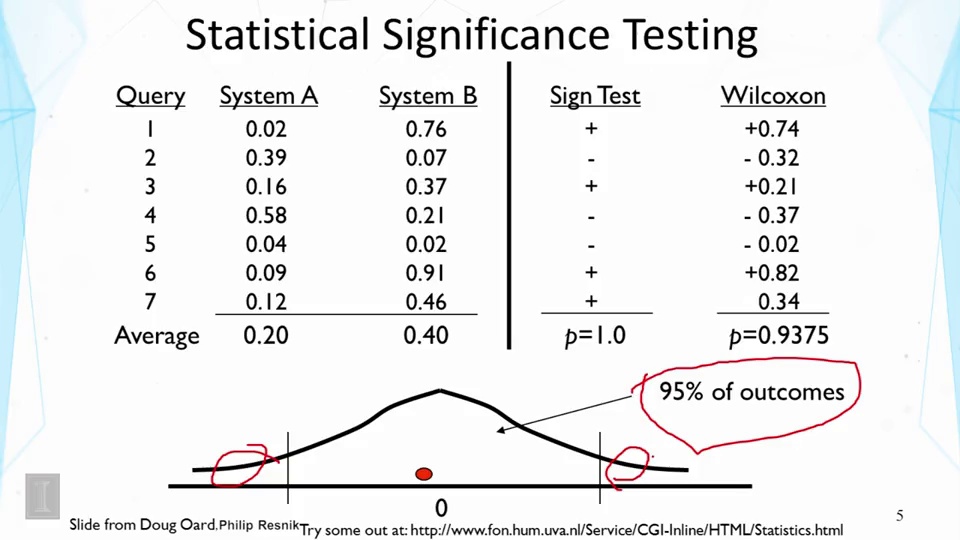 Statistical Significance Testing
Query System A System B Sign Test Wilcoxon
1 0.02 0.76 + +0.74
2 0.39 0.07 - - 0.32
3 0.16 0.37 + +0.21
4 0.58 0.21 - - 0.37
5 0.04 0.02 - - 0.02
6 0.09 0.91 + +0.82
7 0.12 0.46 + 0.34
Average 0.20 0.40 p=1.0 p=0.9375
95% of outcomes
0
5
Slide from Doug Oard,Philip Resnik Try some out at: http://www.fon.hum.uva.nl/Service/CGI-Inline/HTML/Statistics.html
I